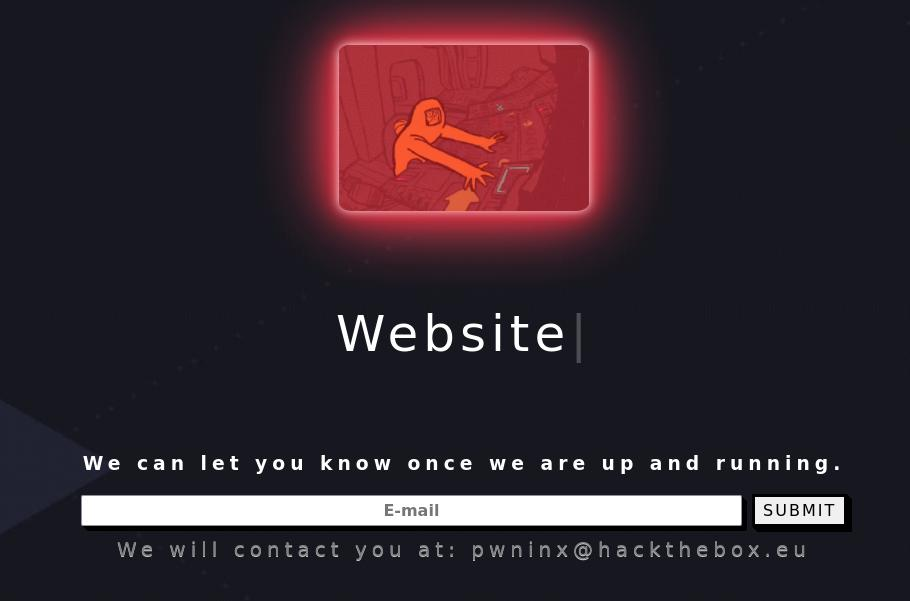 Website
We can let you know once we are up and running.
E-mail
SUBMIT
We will contact you at: pwninx@hackthebox.eu